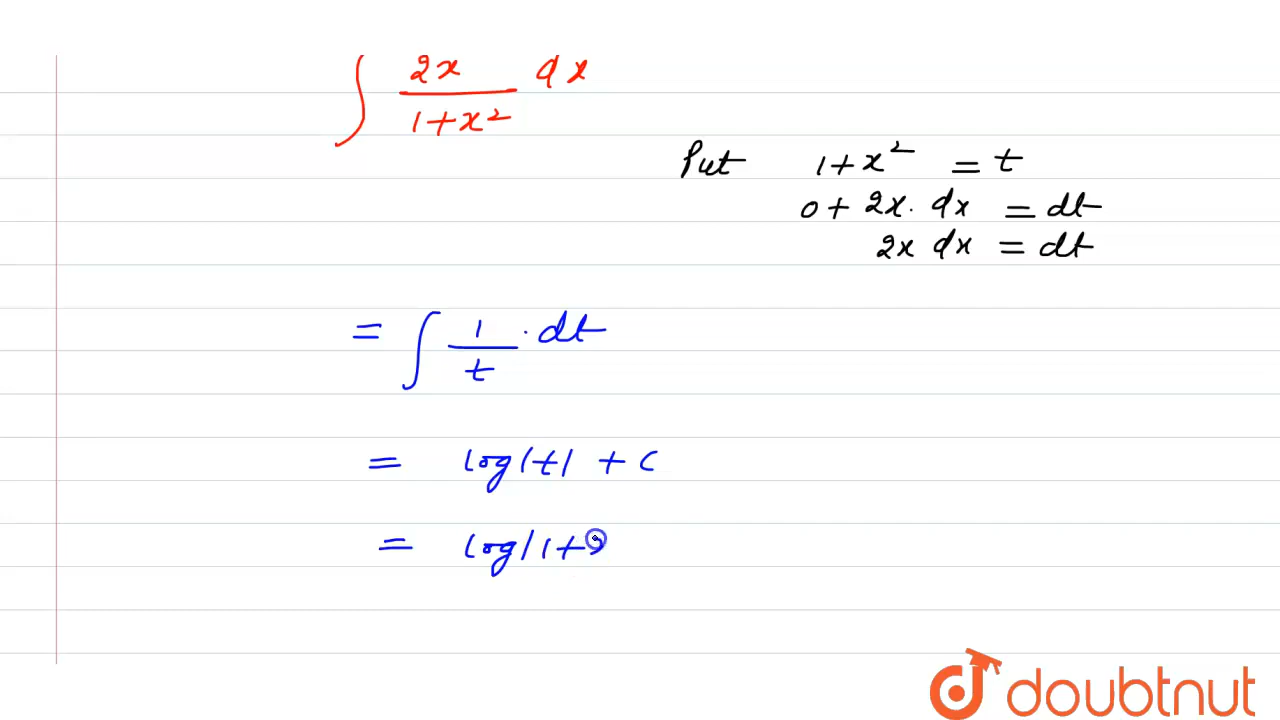 ∫ 2x/(1+x²) dx
Put 1+x² = t
0+ 2x. dx = dt
2x dx = dt
= ∫ 1/t . dt
= log|t| + c
= log|1+
doubtnut